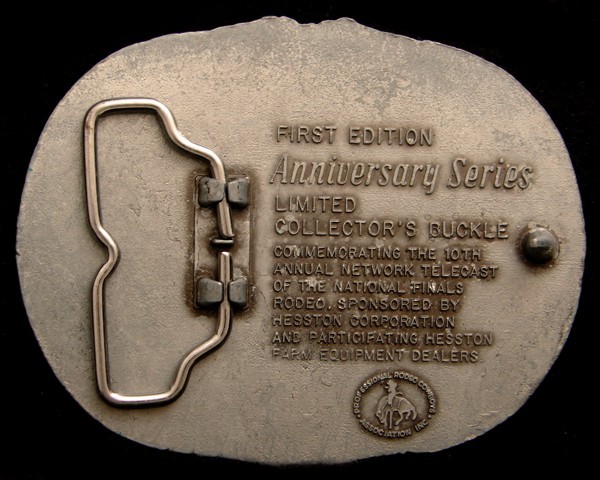 FIRST EDITION
Anniversary Series
LIMITED
COLLECTOR'S BUCKLE
COMMEMORATING THE 10TH
ANNUAL NETWORK TELECAST
OF THE NATIONAL FINALS
RODEO, SPONSORED BY
HESSTON CORPORATION
AND PARTICIPATING HESSTON
FARM EQUIPMENT DEALERS
PROFESSIONAL RODEO COWBOYS
ASSOCIATION INC.